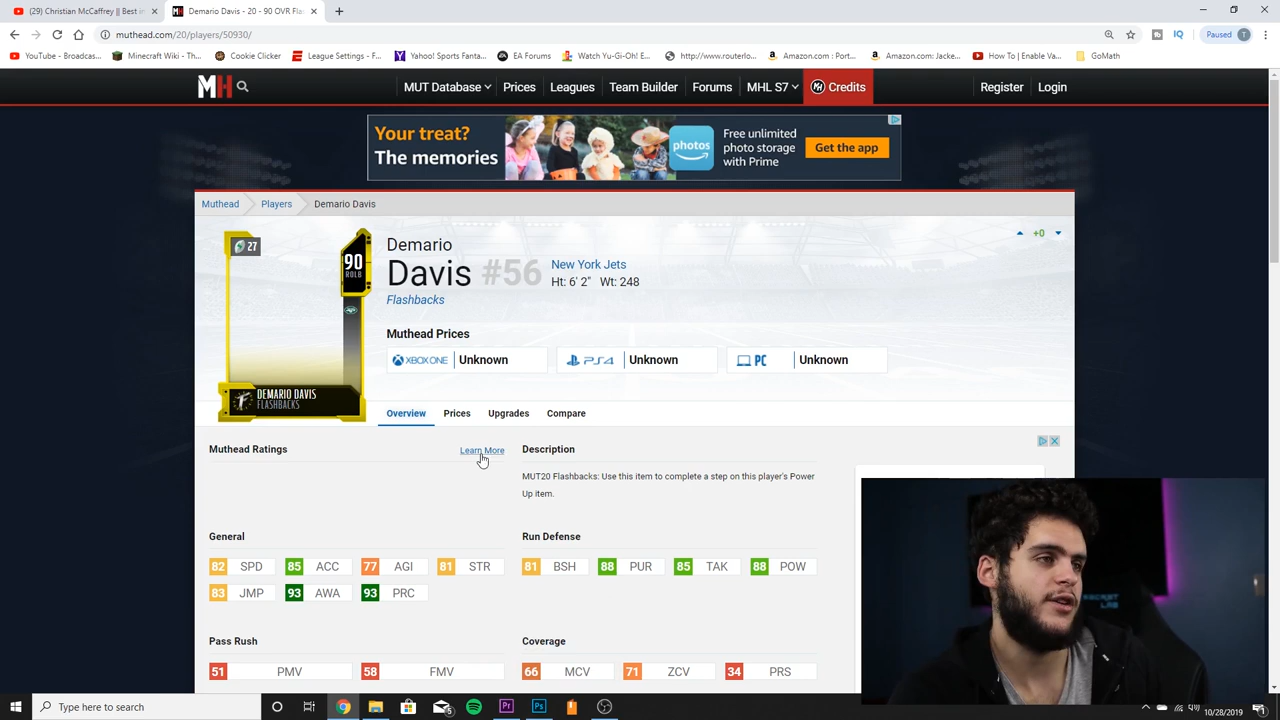 (29) Christian McCaffrey || Best in
Demario Davis - 20 - 90 OVR Fla
muthead.com/20/players/50930/
Paused
T
YouTube - Broadcas...
Minecraft Wiki - Th...
Cookie Clicker
League Settings - F...
Yahoo! Sports Fanta...
EA Forums
Watch Yu-Gi-Oh! E...
http://www.routerlo...
Amazon.com : Port...
Amazon.com: Jacke...
How To | Enable Va...
GoMath
MH
MUT Database
Prices
Leagues
Team Builder
Forums
MHL S7
Credits
Register
Login
Your treat?
The memories
photos
Free unlimited
photo storage
with Prime
Get the app
Muthead
Players
Demario Davis
27
90
ROLB
DEMARIO DAVIS
FLASHBACKS
Demario
Davis #56
New York Jets
Ht: 6' 2" Wt: 248
Flashbacks
+0
Muthead Prices
XBOX ONE Unknown
PS4 Unknown
PC Unknown
Overview
Prices
Upgrades
Compare
Muthead Ratings
Learn More
Description
MUT20 Flashbacks: Use this item to complete a step on this player's Power
Up item.
General
82 SPD
85 ACC
77 AGI
81 STR
83 JMP
93 AWA
93 PRC
Run Defense
81 BSH
88 PUR
85 TAK
88 POW
Pass Rush
51 PMV
58 FMV
Coverage
66 MCV
71 ZCV
34 PRS
Type here to search
10/28/2019